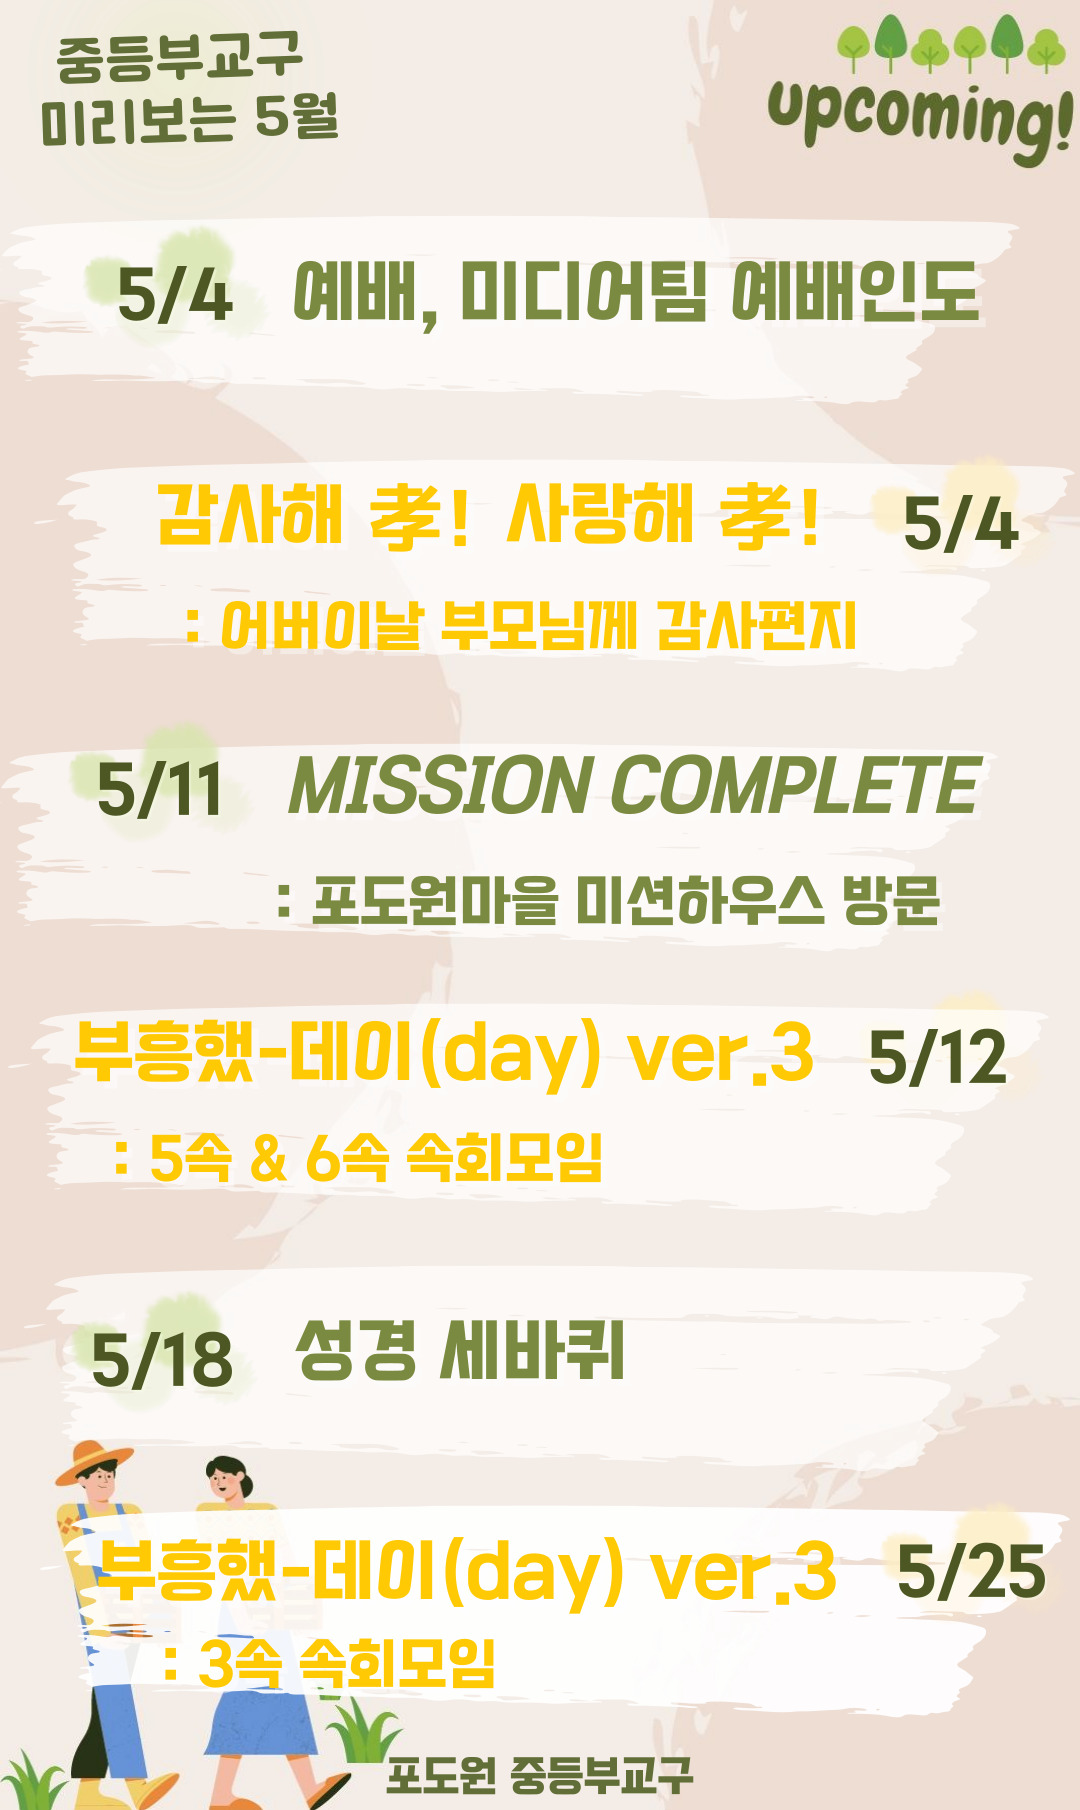 중등부교구
미리보는 5월
upcoming!
5/4 예배, 미디어팀 예배인도
감사해 孝! 사랑해 孝! 5/4
: 어버이날 부모님께 감사편지
5/11 MISSION COMPLETE
: 포도원마을 미션하우스 방문
부흥했-데이(day) ver.3 5/12
: 5속 & 6속 속회모임
5/18 성경 세바퀴
부흥했-데이(day) ver.3 5/25
: 3속 속회모임
포도원 중등부교구